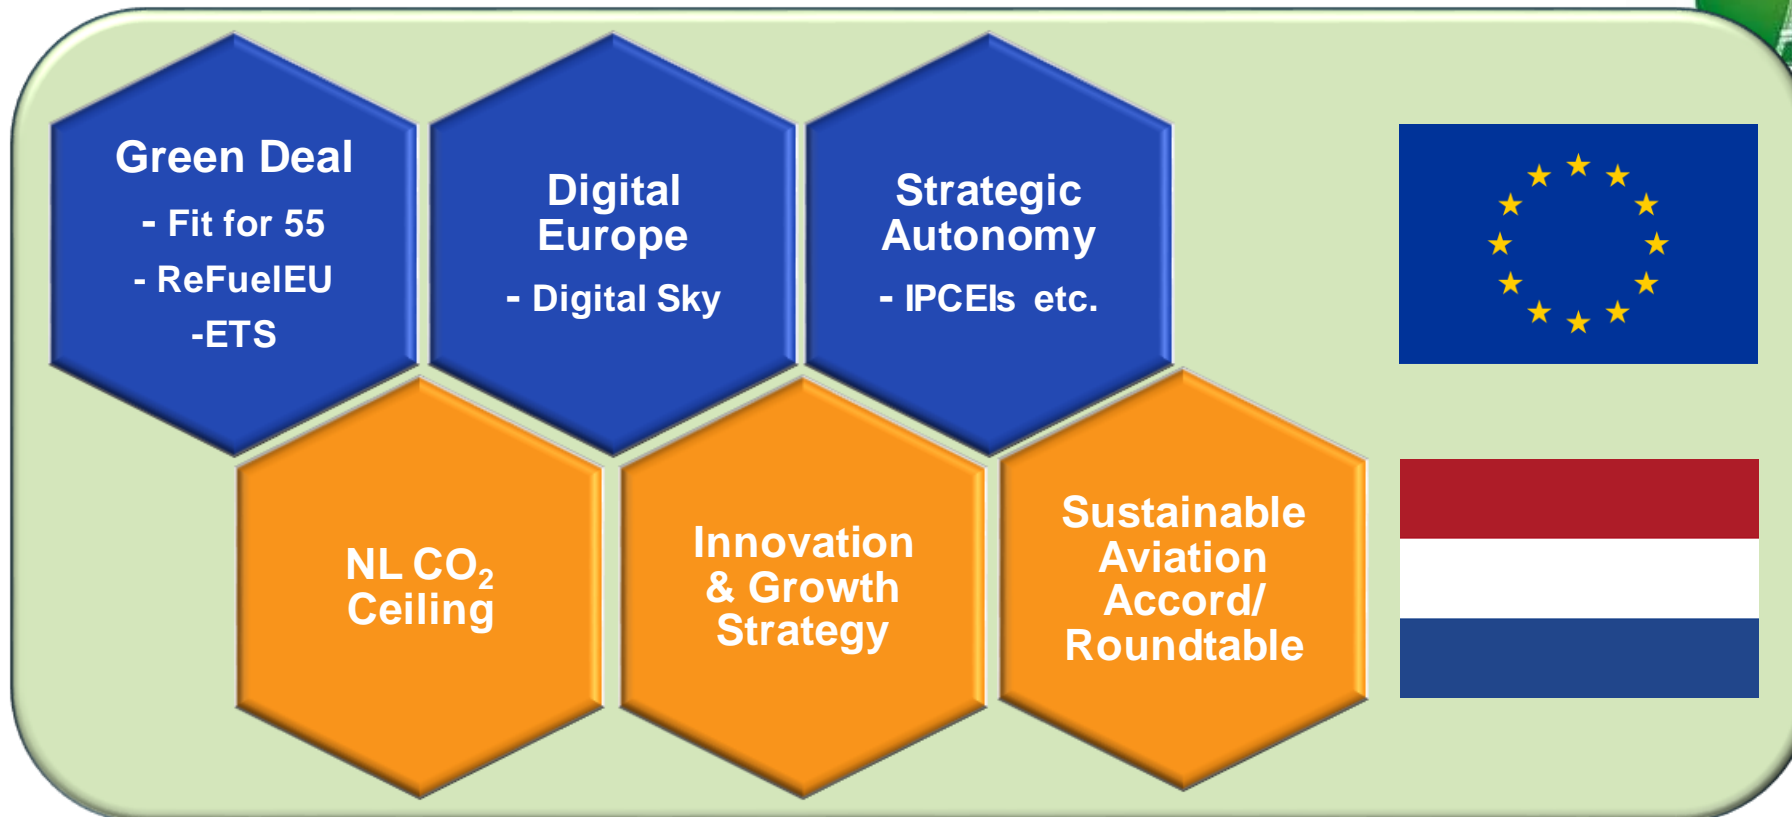 Green Deal
- Fit for 55
- ReFuelEU
-ETS
Digital
Europe
- Digital Sky
Strategic
Autonomy
- IPCEIs etc.
NL CO₂
Ceiling
Innovation
& Growth
Strategy
Sustainable
Aviation
Accord/
Roundtable